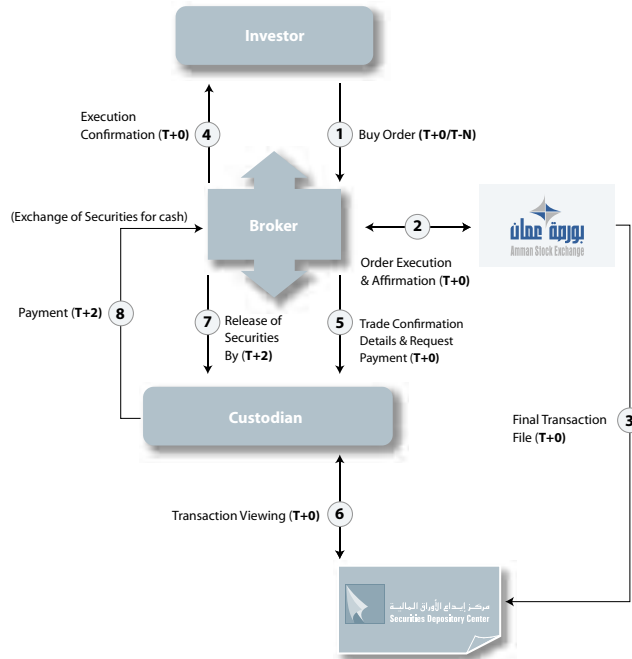 Investor
Execution
Confirmation (T+0)
4
1
Buy Order (T+0/T-N)
(Exchange of Securities for cash)
Broker
2
بورصة عمان
Amman Stock Exchange
Order Execution
& Affirmation (T+0)
Payment (T+2)
8
7
Release of
Securities
By (T+2)
5
Trade Confirmation
Details & Request
Payment (T+0)
Custodian
Final Transaction
File (T+0)
3
Transaction Viewing (T+0)
6
مركز إيداع الأوراق المالية
Securities Depository Center